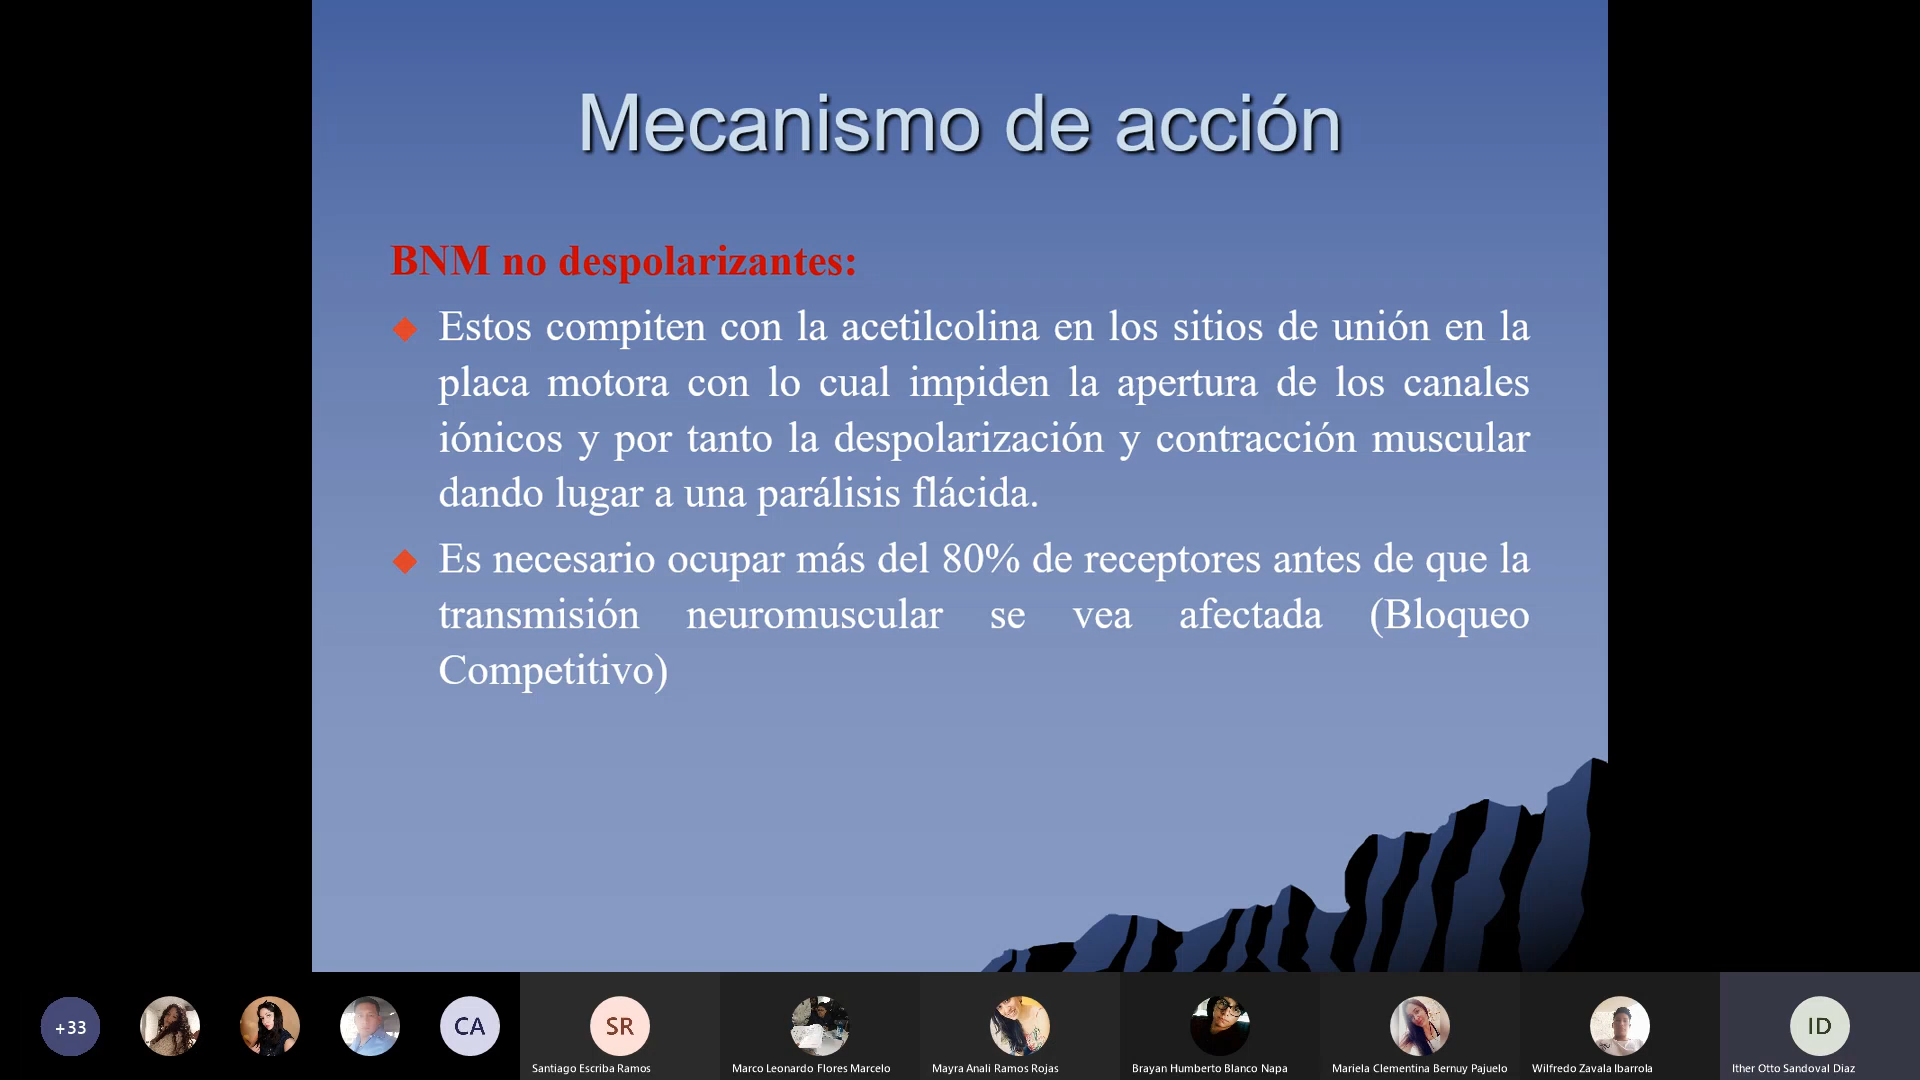 Mecanismo de acción
BNM no despolarizantes:
Estos compiten con la acetilcolina en los sitios de unión en la
placa motora con lo cual impiden la apertura de los canales
iónicos y por tanto la despolarización y contracción muscular
dando lugar a una parálisis flácida.
Es necesario ocupar más del 80% de receptores antes de que la
transmisión neuromuscular se vea afectada (Bloqueo
Competitivo)
+33
CA
SR
ID
Santiago Escriba Ramos
Marco Leonardo Flores Marcelo
Mayra Anali Ramos Rojas
Brayan Humberto Blanco Napa
Mariela Clementina Bernuy Pajuelo
Wilfredo Zavala Ibarrola
Ither Otto Sandoval Diaz